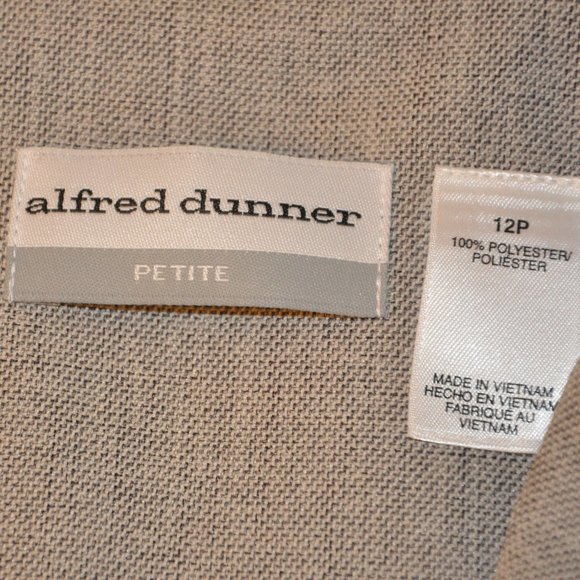 alfred dunner
PETITE
12P
100% POLYESTER/
POLIÉSTER
MADE IN VIETNAM
HECHO EN VIETNAM
FABRIQUÉ AU
VIETNAM